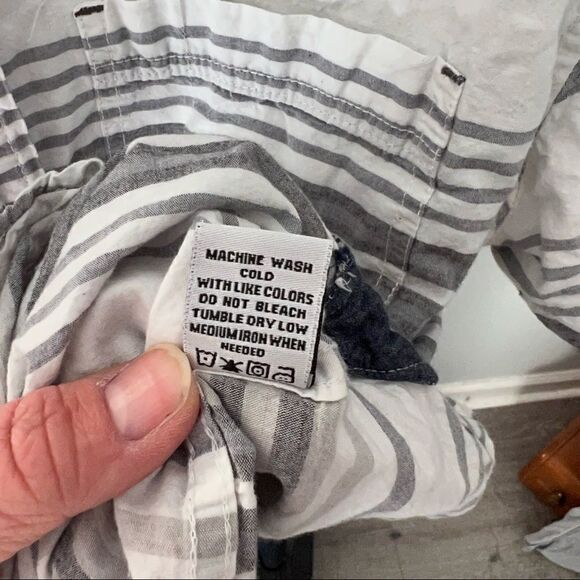 MACHINE WASH
COLD
WITH LIKE COLORS
DO NOT BLEACH
TUMBLE DRY LOW
MEDIUM IRON WHEN
NEEDED